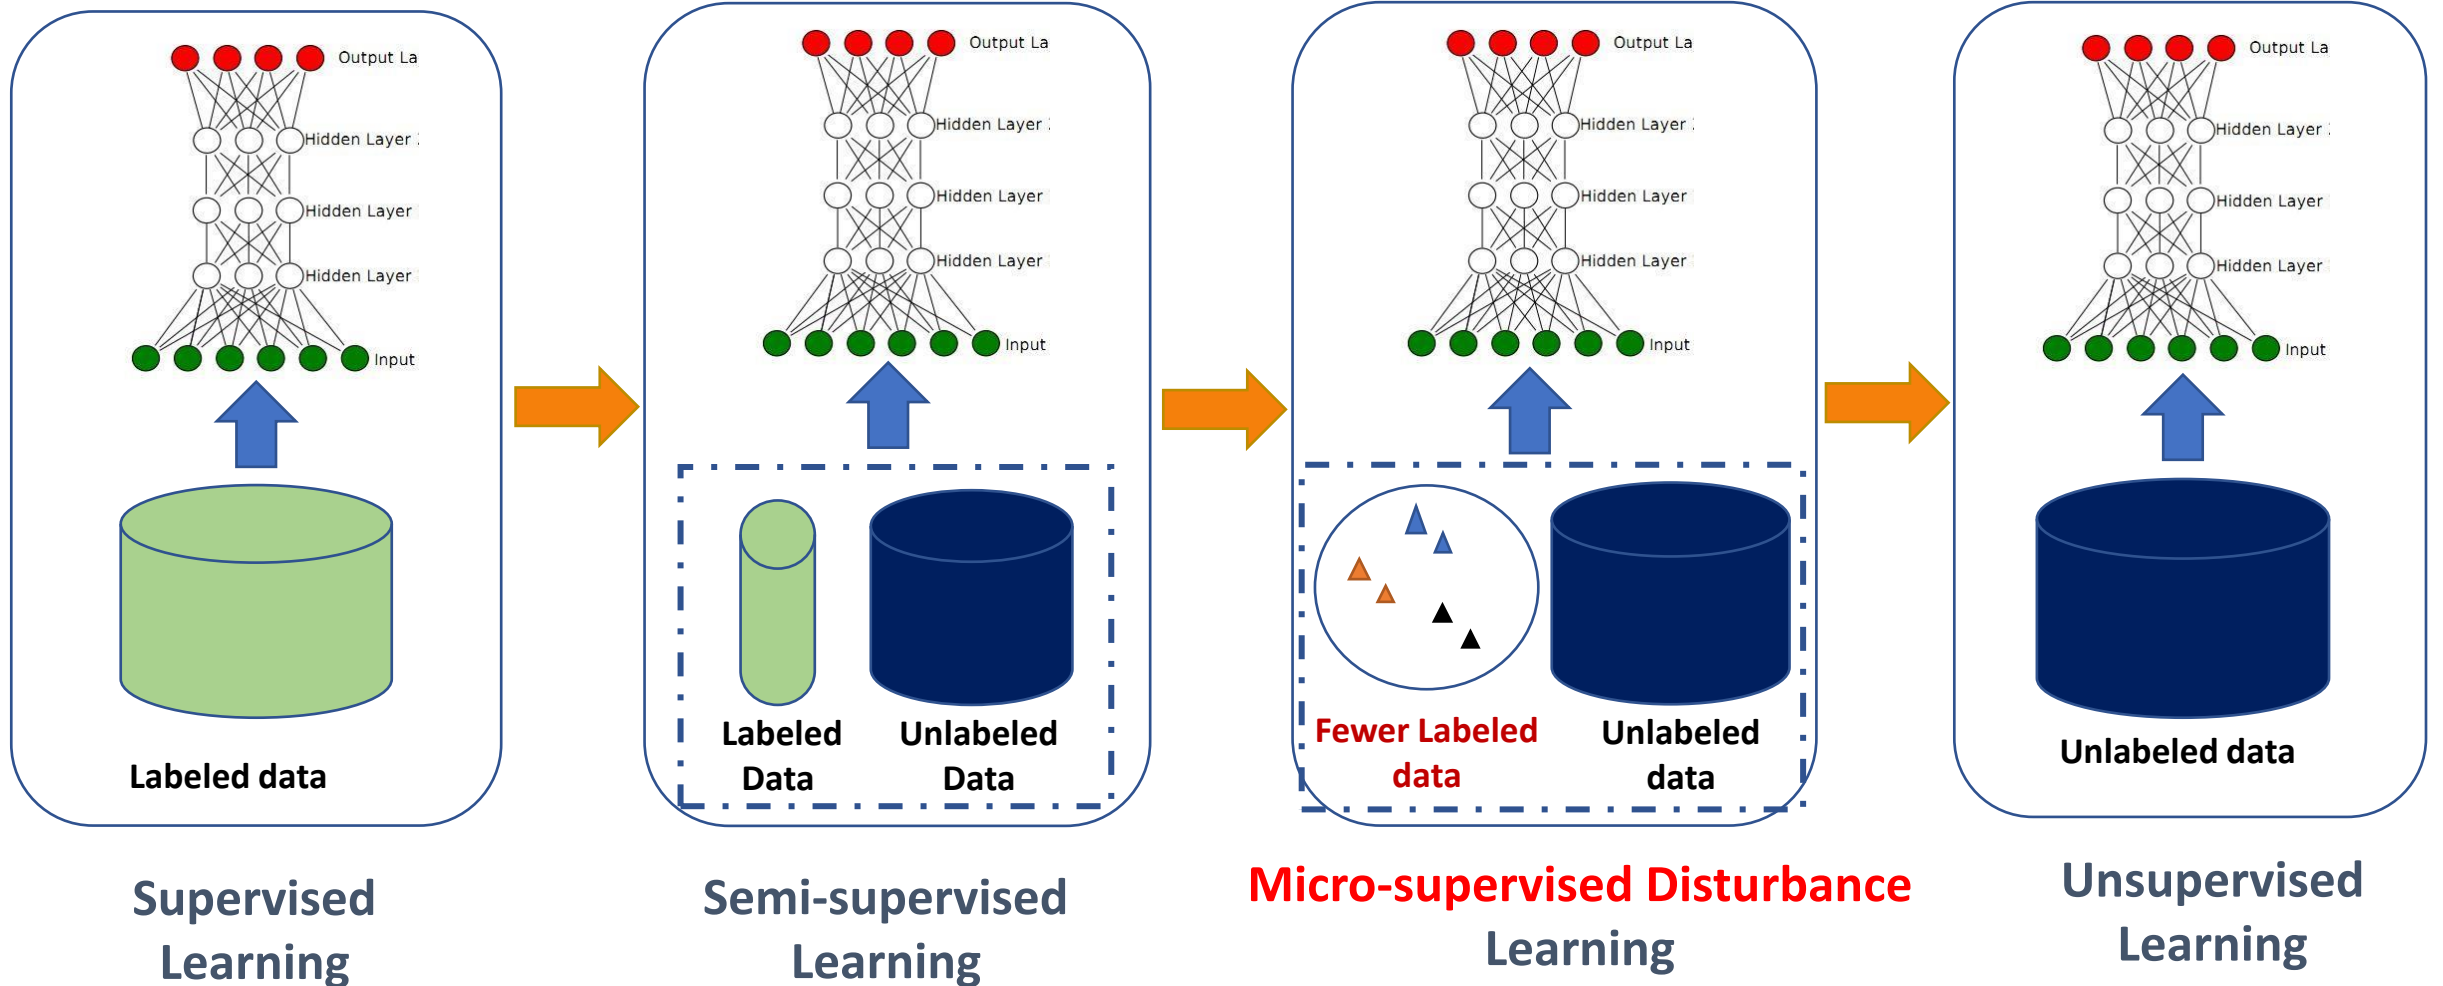 Output La
Hidden Layer
Hidden Layer
Hidden Layer
Input
Labeled data
Supervised
Learning
Output La
Hidden Layer
Hidden Layer
Hidden Layer
Input
Labeled
Data
Unlabeled
Data
Semi-supervised
Learning
Output La
Hidden Layer
Hidden Layer
Hidden Layer
Input
Fewer Labeled
data
Unlabeled
data
Micro-supervised Disturbance
Learning
Output La
Hidden Layer
Hidden Layer
Hidden Layer
Input
Unlabeled data
Unsupervised
Learning